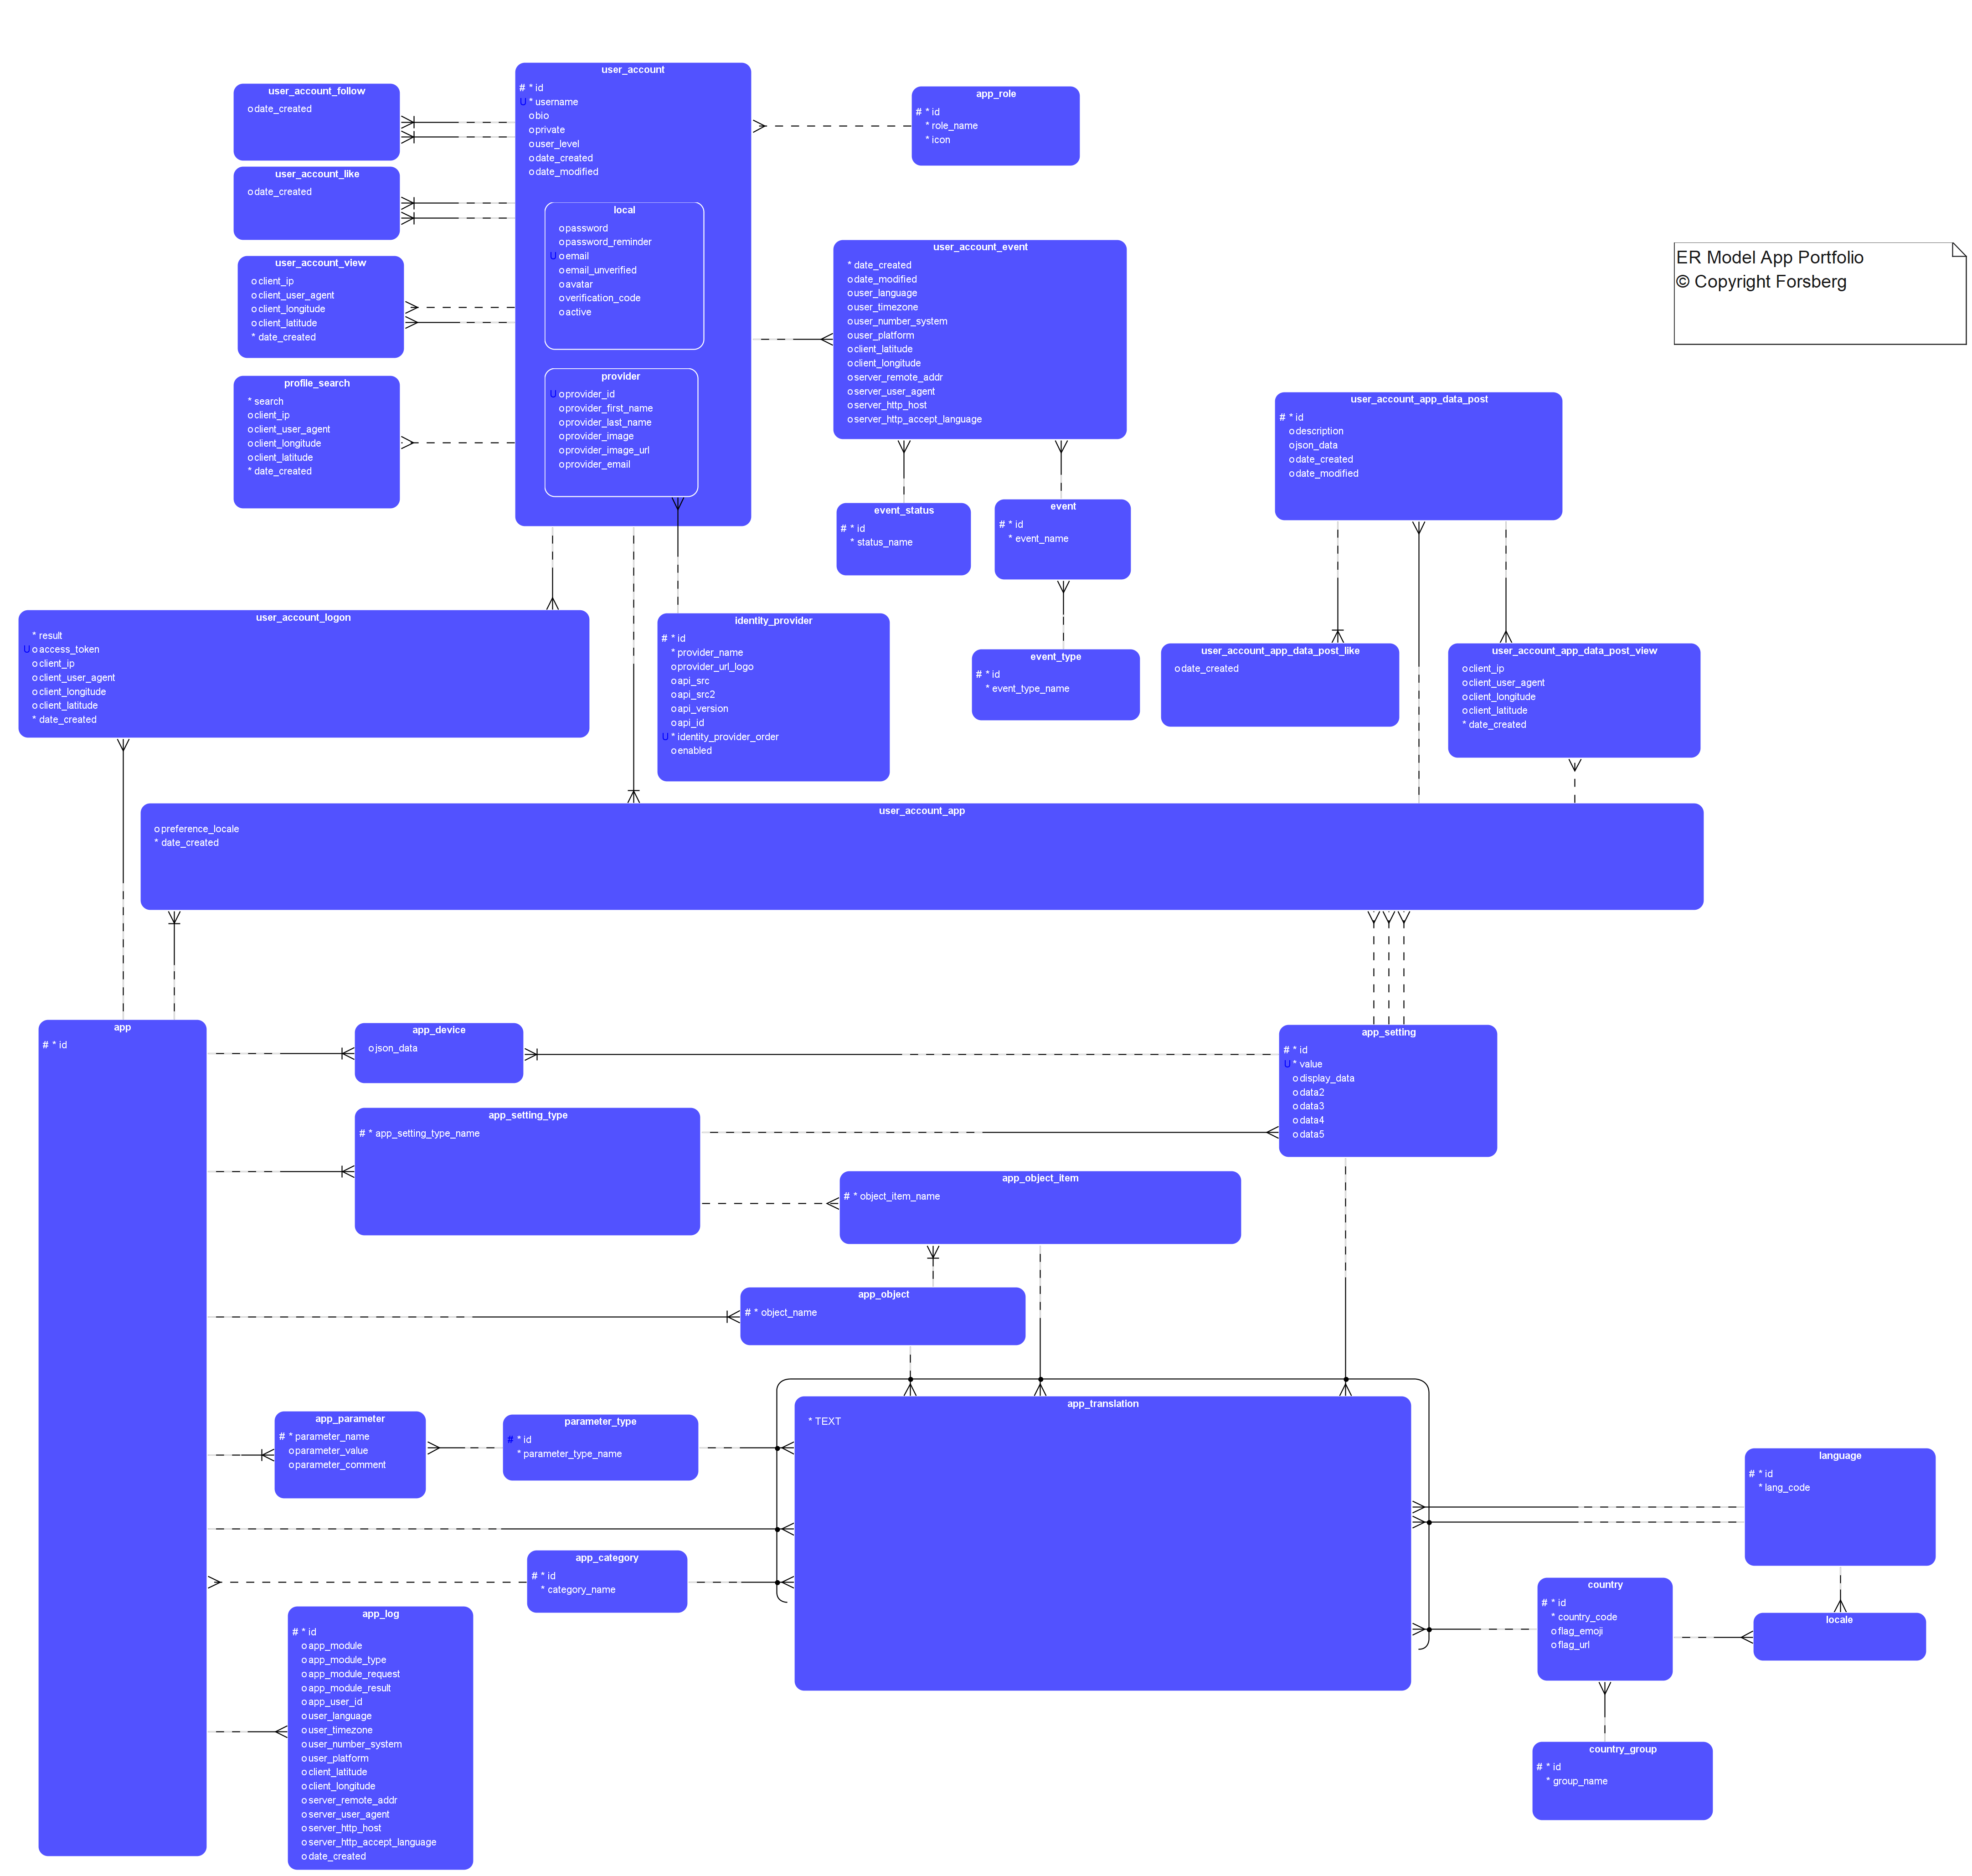 user_account
# * id
U * username
o bio
o private
o user_level
o date_created
o date_modified
local
o password
o password_reminder
U o email
o email_unverified
o avatar
o verification_code
o active
provider
U o provider_id
o provider_first_name
o provider_last_name
o provider_image
o provider_image_url
o provider_email
user_account_follow
o date_created
user_account_like
o date_created
user_account_view
o client_ip
o client_user_agent
o client_longitude
o client_latitude
* date_created
profile_search
* search
o client_ip
o client_user_agent
o client_longitude
o client_latitude
* date_created
app_role
# * id
* role_name
* icon
user_account_event
* date_created
o date_modified
o user_language
o user_timezone
o user_number_system
o user_platform
o client_latitude
o client_longitude
o server_remote_addr
o server_user_agent
o server_http_host
o server_http_accept_language
ER Model App Portfolio
© Copyright Forsberg
user_account_app_data_post
# * id
o description
o json_data
o date_created
o date_modified
event_status
# * id
* status_name
event
# * id
* event_name
user_account_logon
* result
U o access_token
o client_ip
o client_user_agent
o client_longitude
o client_latitude
* date_created
identity_provider
# * id
* provider_name
o provider_url_logo
o api_src
o api_src2
o api_version
o api_id
U * identity_provider_order
o enabled
event_type
# * id
* event_type_name
user_account_app_data_post_like
o date_created
user_account_app_data_post_view
o client_ip
o client_user_agent
o client_longitude
o client_latitude
* date_created
user_account_app
o preference_locale
* date_created
app
# * id
app_device
o json_data
app_setting
# * id
U * value
o display_data
o data2
o data3
o data4
o data5
app_setting_type
# * app_setting_type_name
app_object_item
# * object_item_name
app_object
# * object_name
app_translation
* TEXT
app_parameter
# * parameter_name
o parameter_value
o parameter_comment
parameter_type
# * id
* parameter_type_name
language
# * id
* lang_code
app_category
# * id
* category_name
country
# * id
* country_code
o flag_emoji
o flag_url
locale
app_log
# * id
o app_module
o app_module_type
o app_module_request
o app_module_result
o app_user_id
o user_language
o user_timezone
o user_number_system
o user_platform
o client_latitude
o client_longitude
o server_remote_addr
o server_user_agent
o server_http_host
o server_http_accept_language
o date_created
country_group
# * id
* group_name